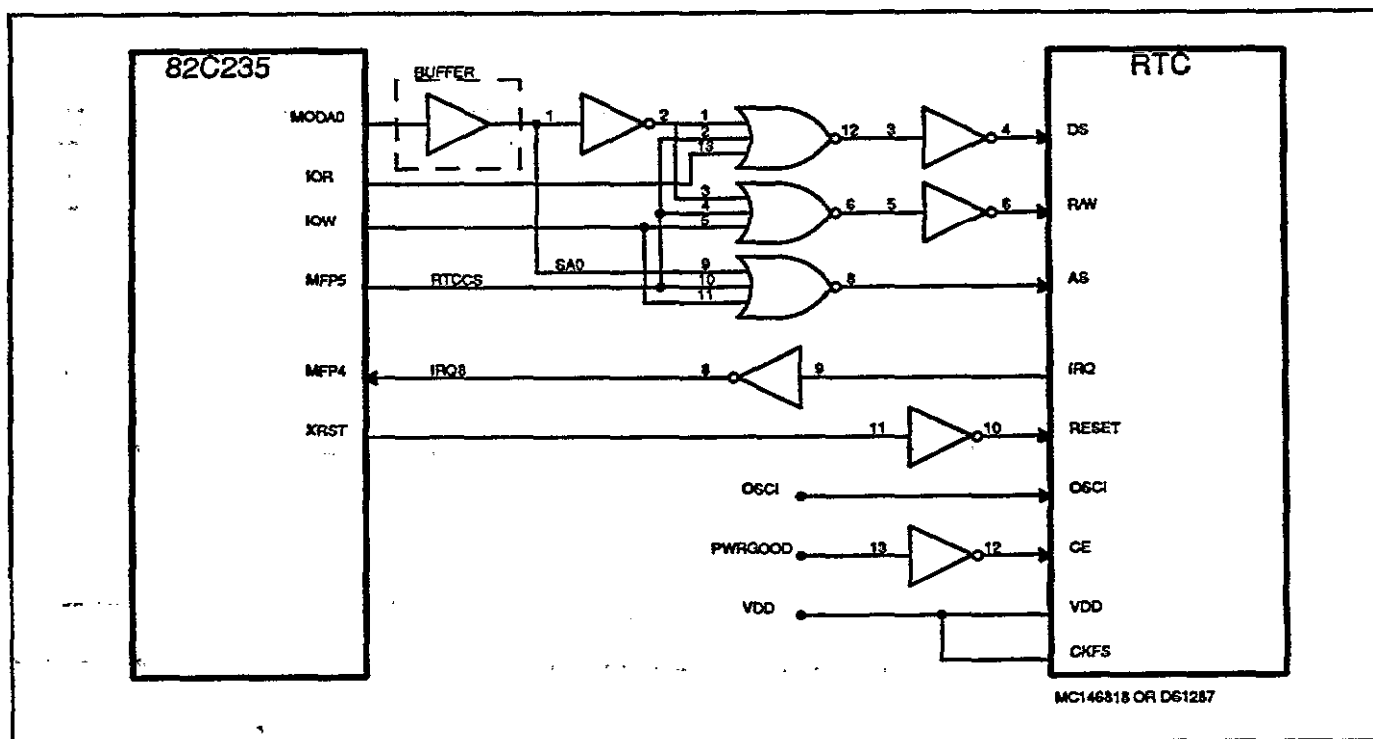 82C235
RTC
BUFFER
MODA0
1
2
1
2
13
12
3
4
DS
IOR
3
4
5
6
5
6
R/W
IOW
MFP5
RTCCS
SA0
9
10
11
8
AS
MFP4
IRQ8
8
9
IRQ
XRST
11
10
RESET
OSCI
OSCI
PWRGOOD
13
12
CE
VDD
VDD
CKFS
MC146818 OR DS1287